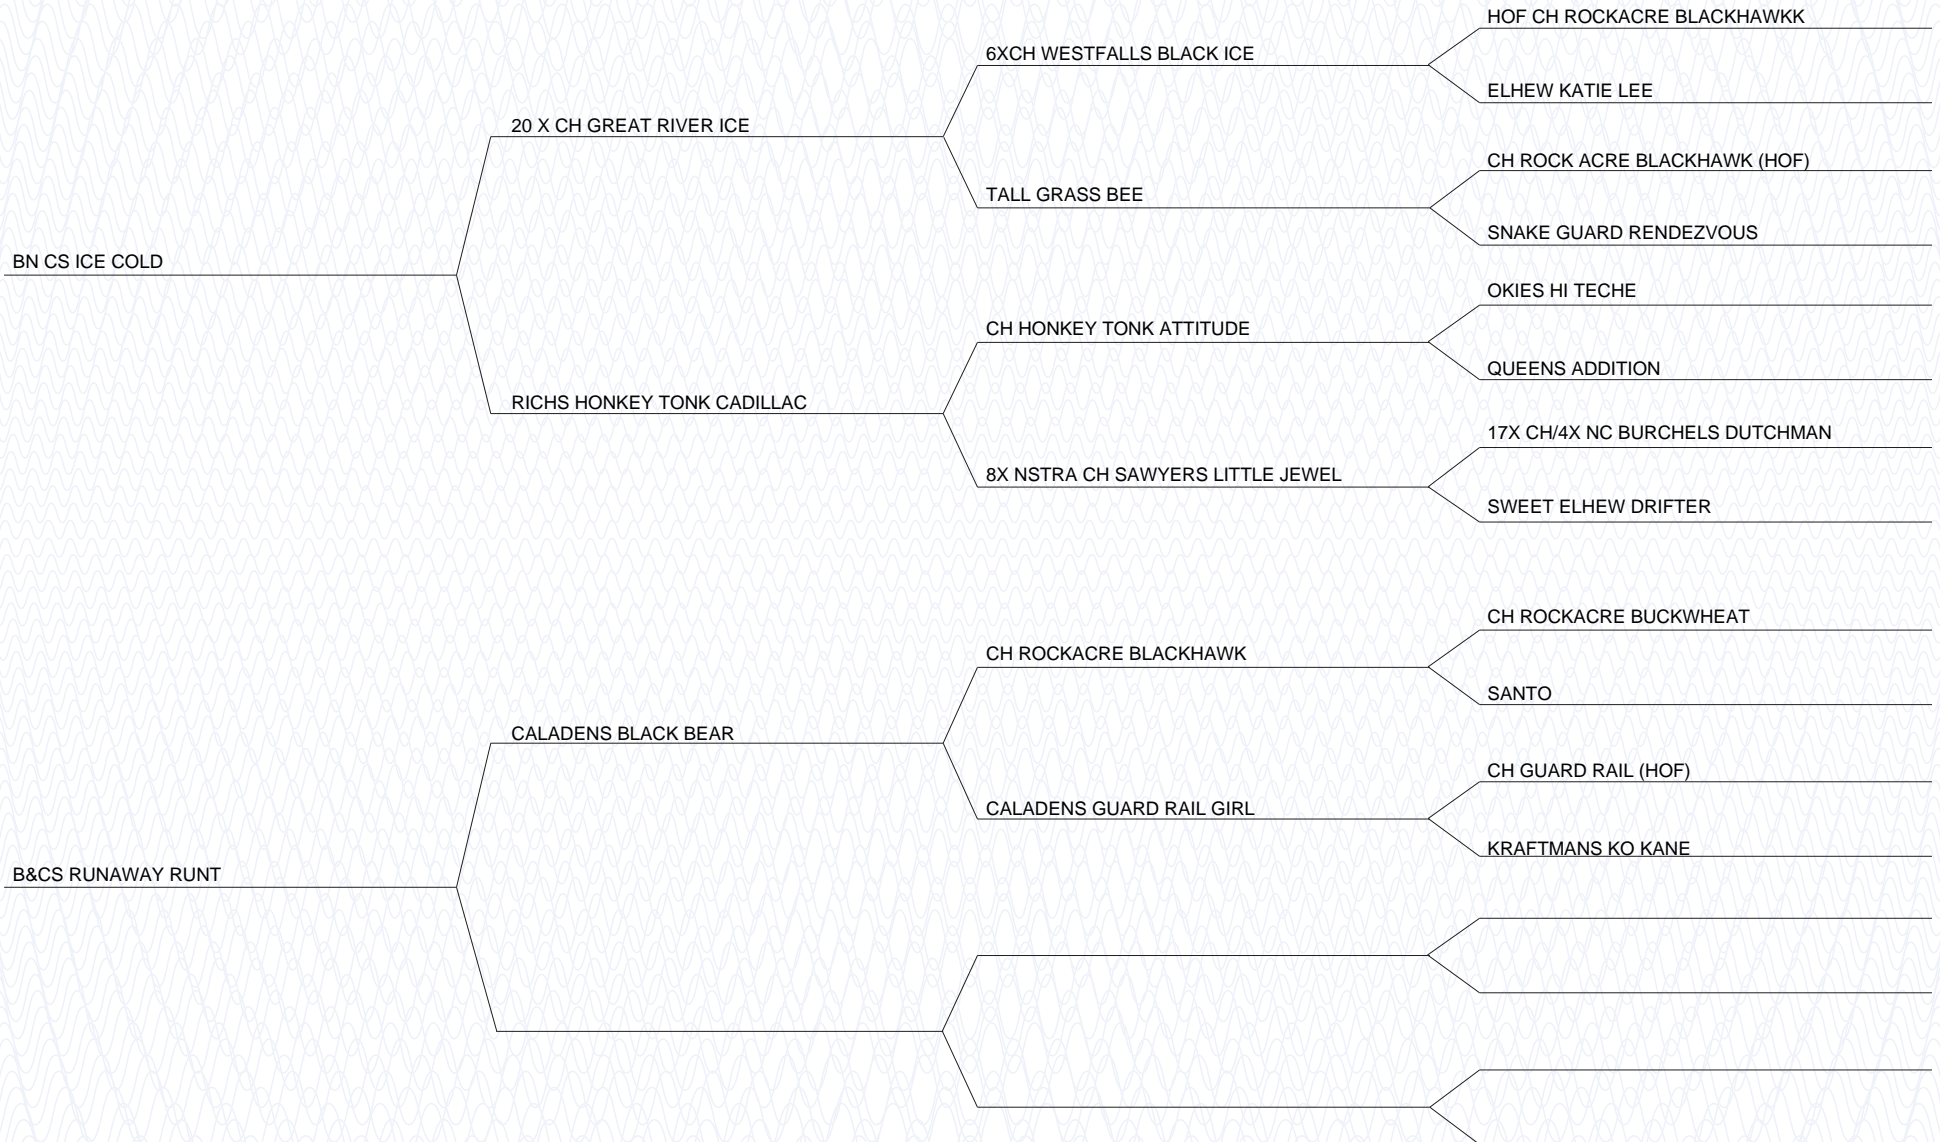 HOF CH ROCKACRE BLACKHAWKK
6XCH WESTFALLS BLACK ICE
ELHEW KATIE LEE
20 X CH GREAT RIVER ICE
CH ROCK ACRE BLACKHAWK (HOF)
TALL GRASS BEE
SNAKE GUARD RENDEZVOUS
BN CS ICE COLD
OKIES HI TECHE
CH HONKEY TONK ATTITUDE
QUEENS ADDITION
RICHS HONKEY TONK CADILLAC
17X CH/4X NC BURCHELS DUTCHMAN
8X NSTRA CH SAWYERS LITTLE JEWEL
SWEET ELHEW DRIFTER
CH ROCKACRE BUCKWHEAT
CH ROCKACRE BLACKHAWK
SANTO
CALADENS BLACK BEAR
CH GUARD RAIL (HOF)
CALADENS GUARD RAIL GIRL
KRAFTMANS KO KANE
B&CS RUNAWAY RUNT